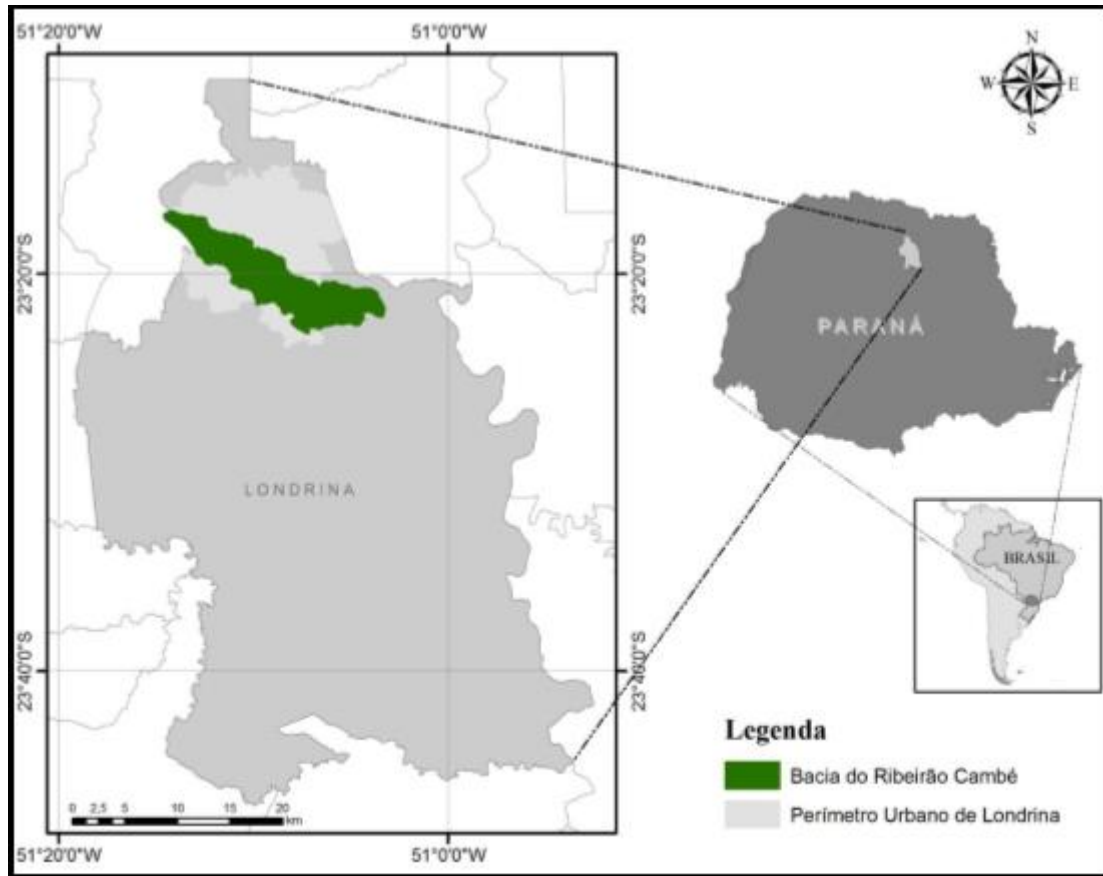 51°20'0"W
51°0'0"W
N
W
E
S
23°20'0"S
23°20'0"S
PARANÁ
LONDRINA
BRASIL
23°40'0"S
23°40'0"S
Legenda
Bacia do Ribeirão Cambé
Perímetro Urbano de Londrina
0 2,5 5 10 15 20
km
51°20'0"W
51°0'0"W